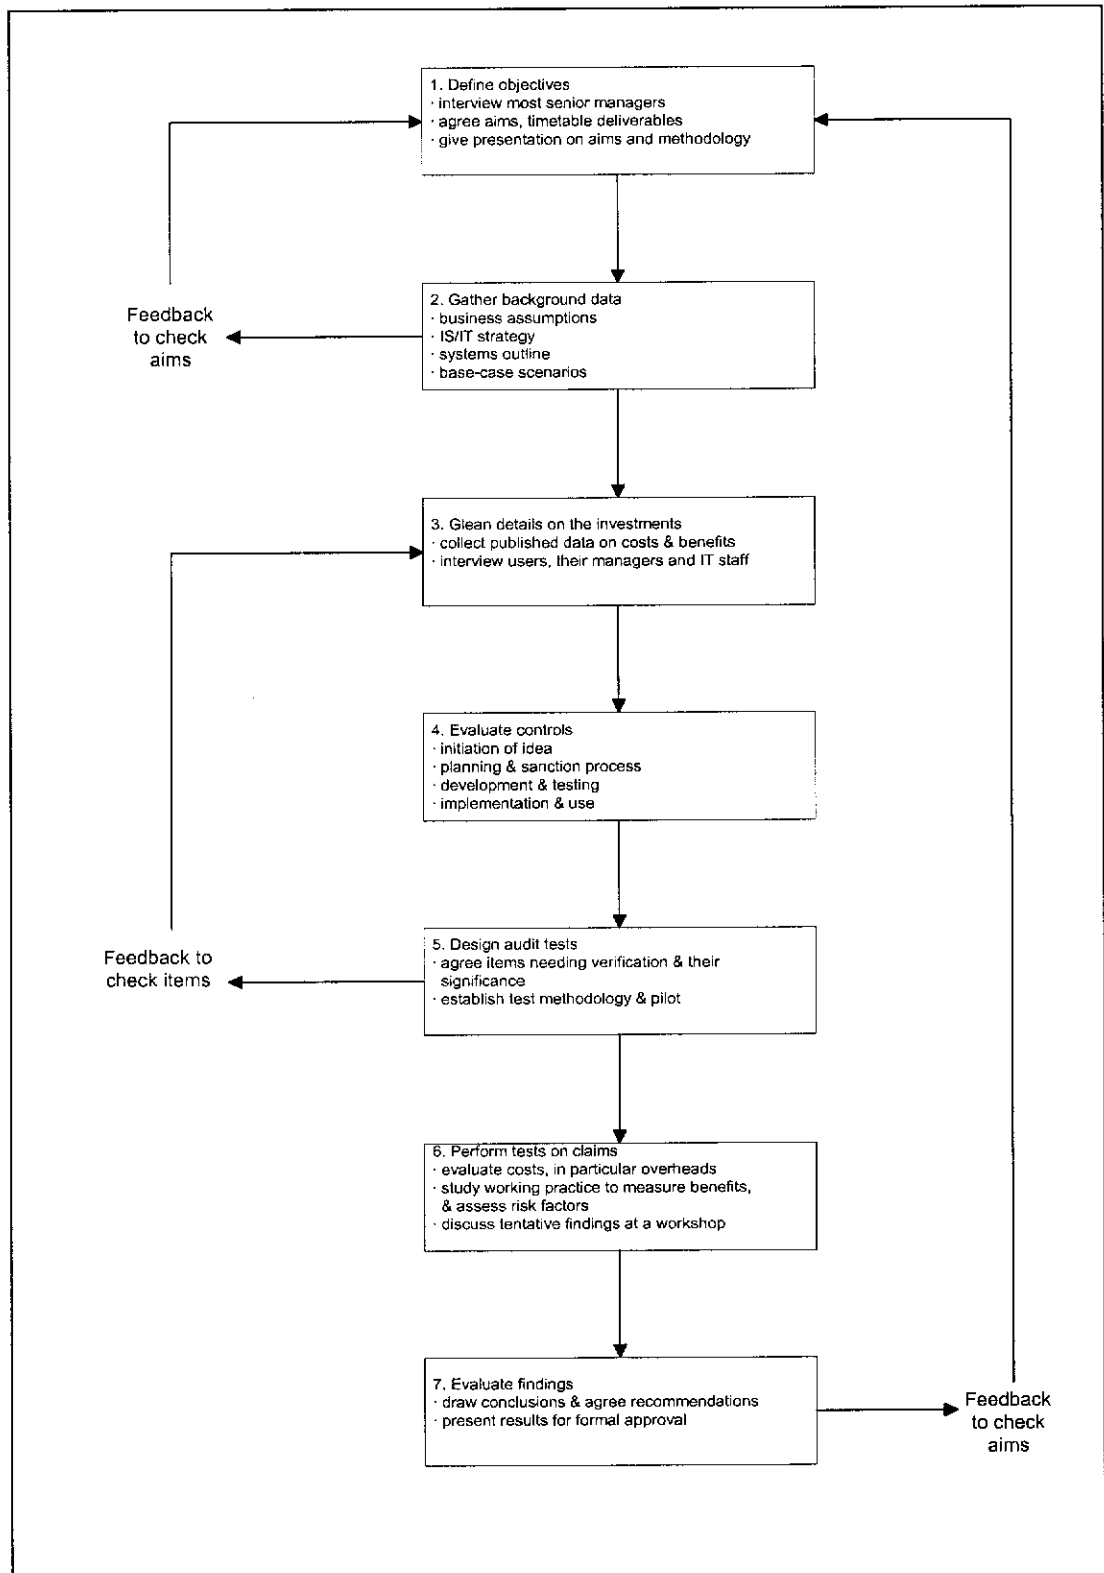 1. Define objectives
· interview most senior managers
· agree aims, timetable deliverables
· give presentation on aims and methodology
2. Gather background data
· business assumptions
· IS/IT strategy
· systems outline
· base-case scenarios
Feedback
to check
aims
3. Glean details on the investments
· collect published data on costs & benefits
· interview users, their managers and IT staff
4. Evaluate controls
· initiation of idea
· planning & sanction process
· development & testing
· implementation & use
5. Design audit tests
· agree items needing verification & their
significance
· establish test methodology & pilot
Feedback to
check items
6. Perform tests on claims
· evaluate costs, in particular overheads
· study working practice to measure benefits,
& assess risk factors
· discuss tentative findings at a workshop
7. Evaluate findings
· draw conclusions & agree recommendations
· present results for formal approval
Feedback
to check
aims